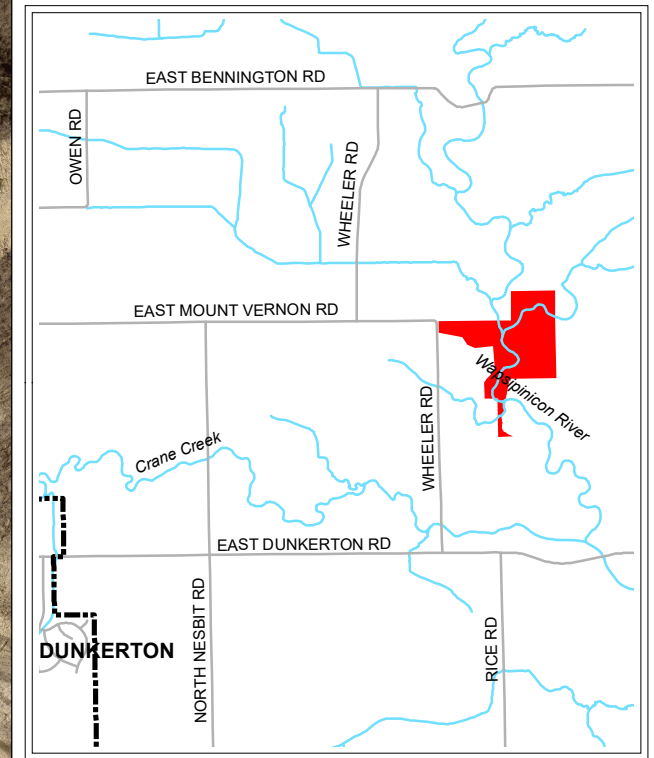 EAST BENNINGTON RD
OWEN RD
WHEELER RD
EAST MOUNT VERNON RD
Wapsipinicon River
WHEELER RD
Crane Creek
EAST DUNKERTON RD
NORTH NESBIT RD
RICE RD
DUNKERTON